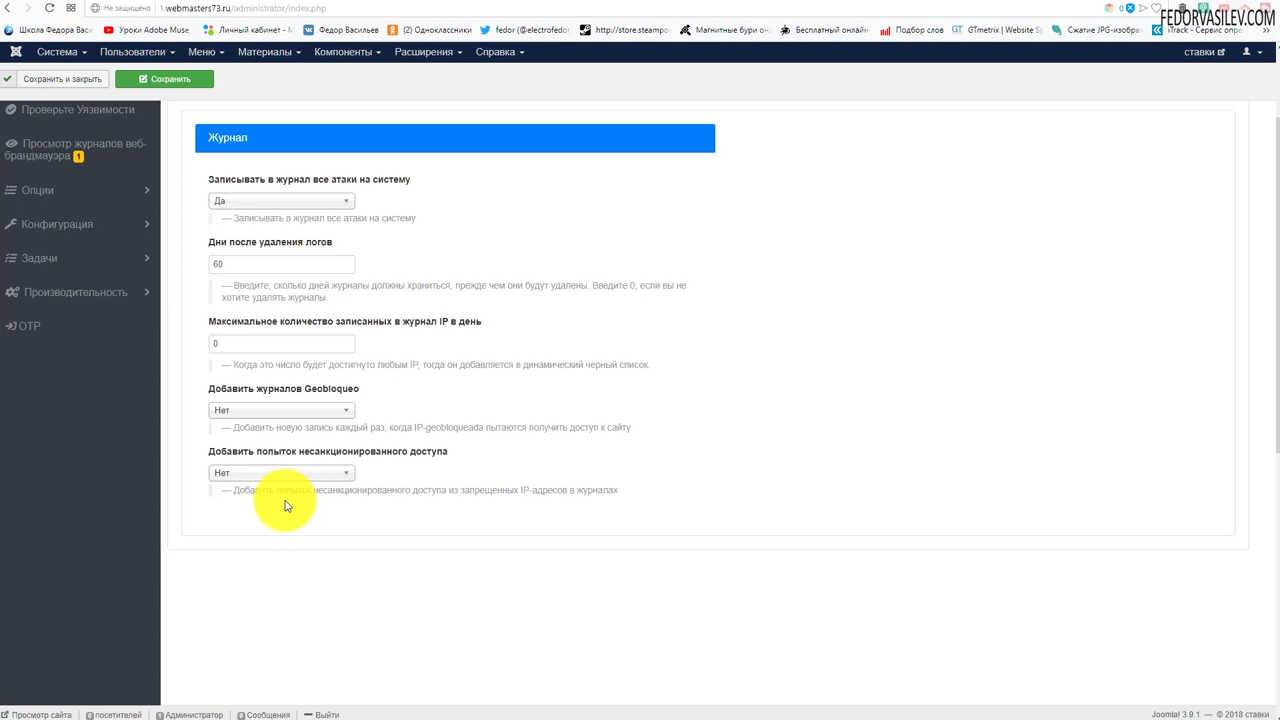 Не защищено
1.webmasters73.ru/administrator/index.php
0
FEDORVASILEV.COM
Школа Федора Васи.
Уроки Adobe Muse,
Личный кабинет -
Федор Васильев
(2) Одноклассники
fedor (@electrofedo
http://store.steampo
Магнитные бури он
Бесплатный онлайн
Подбор слов
GTmetrix | Website S
Сжатие JPG-изобра
iTrack - Сервис опре
Система
Пользователи
Меню
Материалы
Компоненты
Расширения
Справка
ставки
Сохранить и закрыть
Сохранить
Проверьте Уязвимости
Просмотр журналов веб-
брандмауэра 1
Опции
Конфигурация
Задачи
Производительность
OTP
Журнал
Записывать в журнал все атаки на систему
Да
— Записывать в журнал все атаки на систему
Дни после удаления логов
60
— Введите, сколько дней журналы должны храниться, прежде чем они будут удалены. Введите 0, если вы не
хотите удалять журналы.
Максимальное количество записанных в журнал IP в день
0
— Когда это число будет достигнуто любым IP, тогда он добавляется в динамический черный список.
Добавить журналов Geobloqueo
Нет
— Добавить новую запись каждый раз, когда IP-geobloqueada пытаются получить доступ к сайту
Добавить попыток несанкционированного доступа
Нет
— Добавить попыток несанкционированного доступа из запрещенных IP-адресов в журналах
Просмотр сайта
0 посетителей
1 Администратор
0 Сообщения
Выйти
Joomla! 3.9.1 — © 2018 ставки